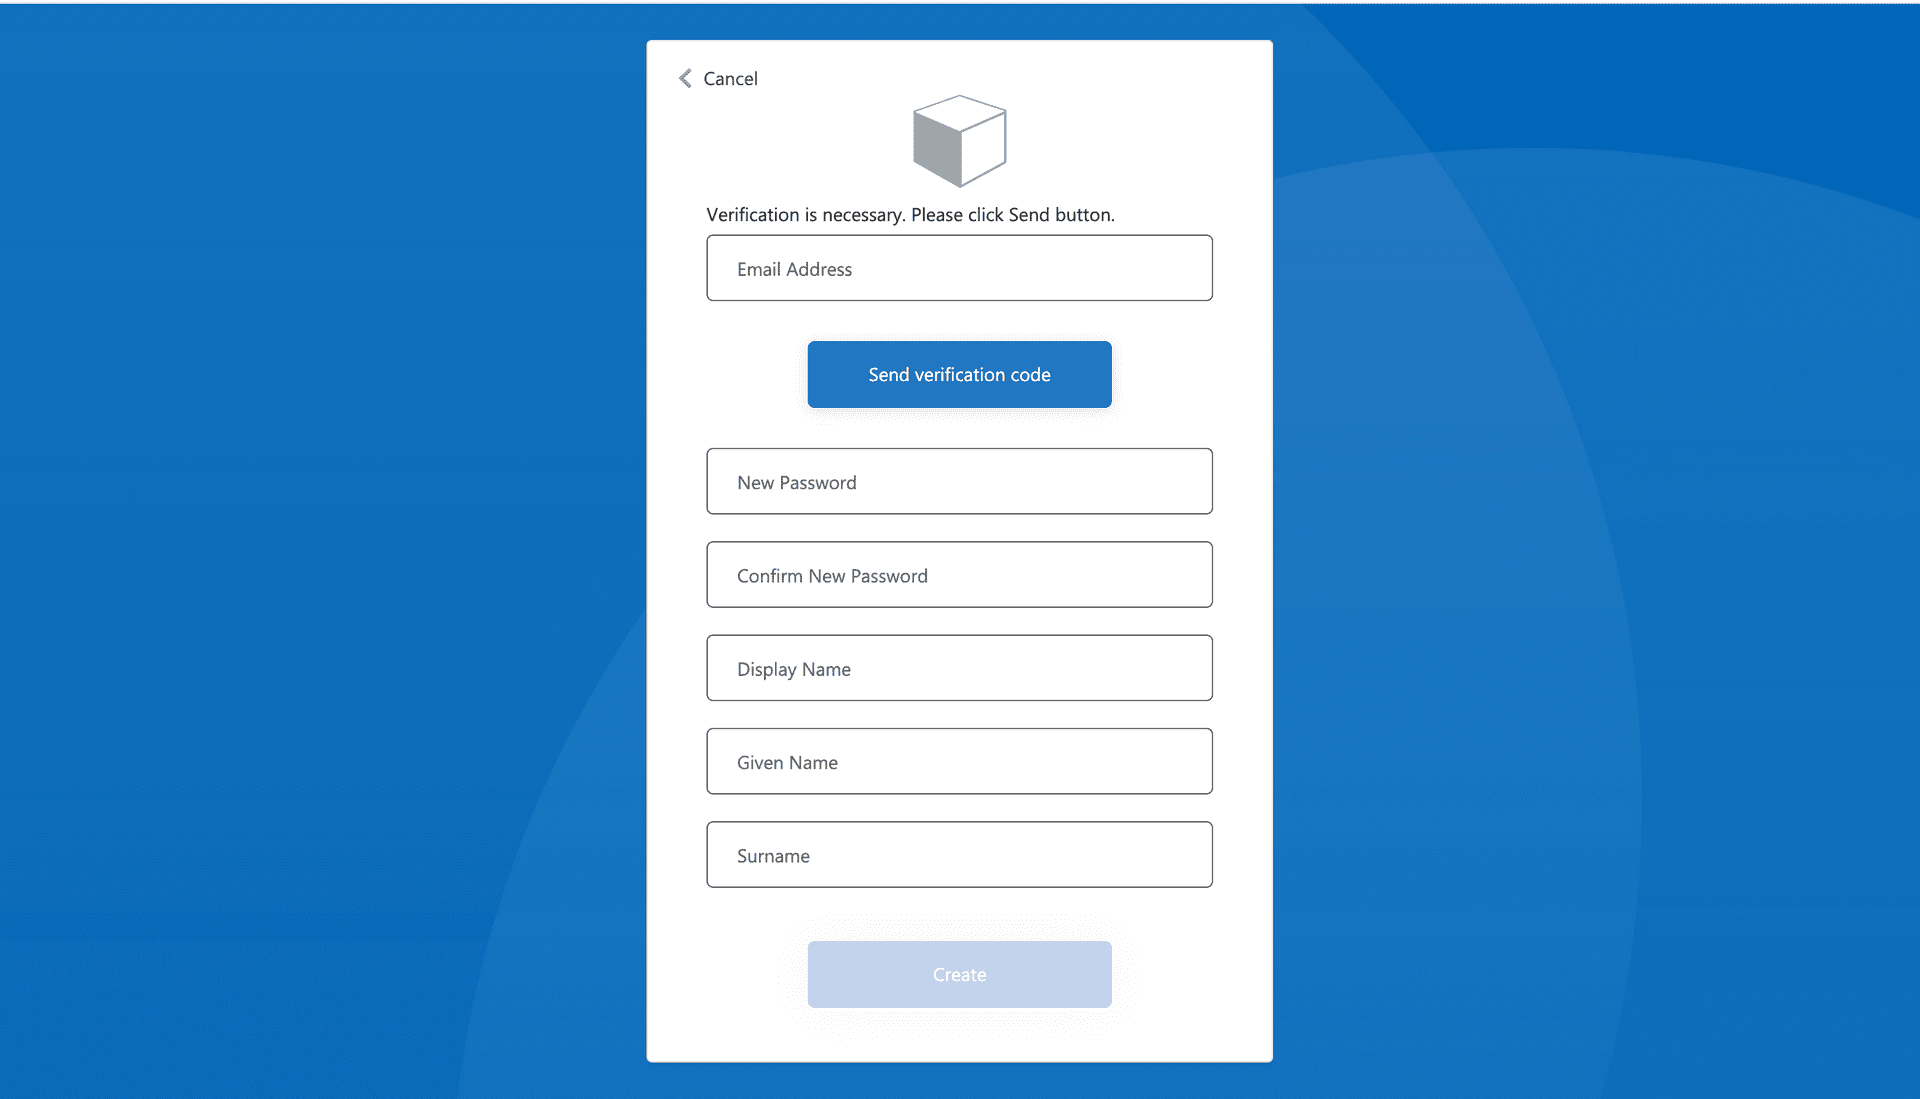 Cancel
Verification is necessary. Please click Send button.
Email Address
Send verification code
New Password
Confirm New Password
Display Name
Given Name
Surname
Create